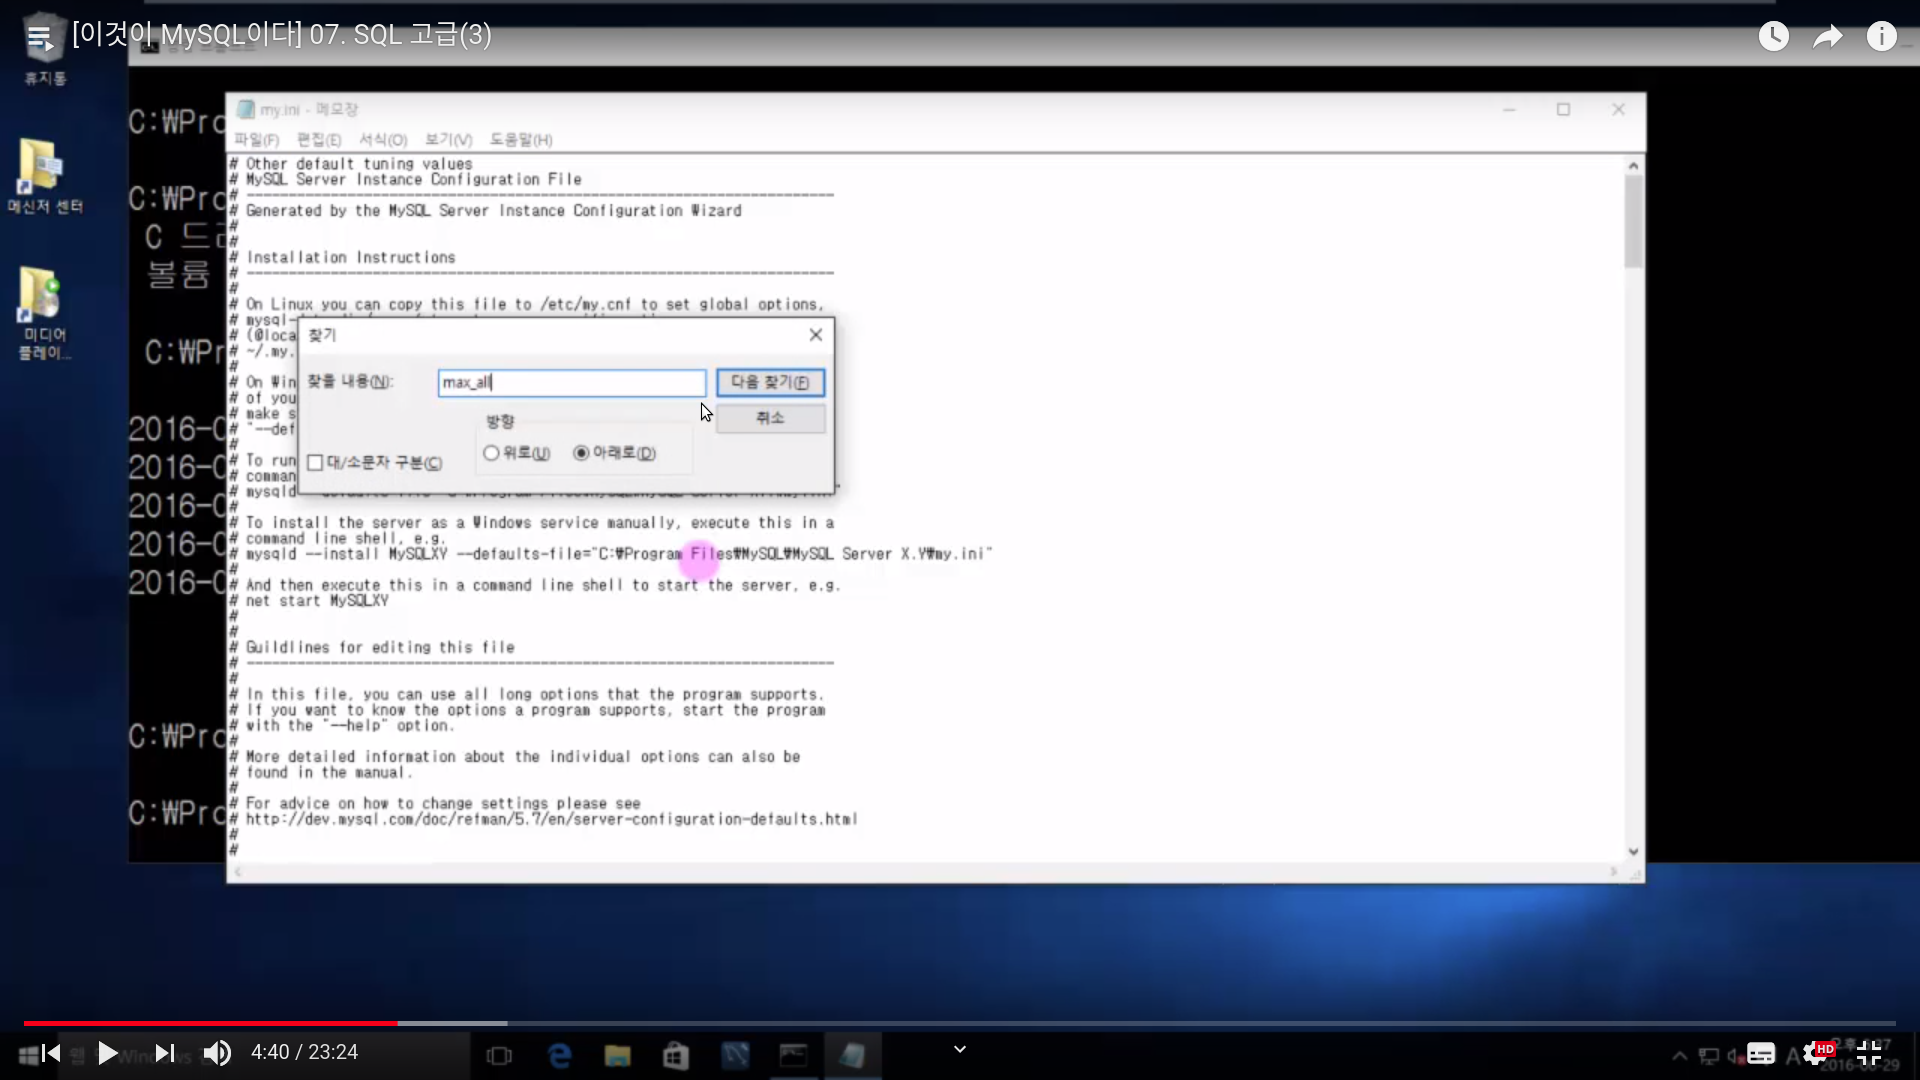 [이것이 MySQL이다] 07. SQL 고급(3)
휴지통
메신저 센터
미디어
플레이...
C:₩Pro
C:₩Pro
C 드라
볼륨
C:₩Pr
2016-0
2016-0
2016-0
2016-0
2016-0
C:₩Pro
C:₩Pro
my.ini - 메모장
파일(F) 편집(E) 서식(O) 보기(V) 도움말(H)
# Other default tuning values
# MySQL Server Instance Configuration File
# ----------------------------------------------------------------------
# Generated by the MySQL Server Instance Configuration Wizard
#
#
# Installation Instructions
# ----------------------------------------------------------------------
#
# On Linux you can copy this file to /etc/my.cnf to set global options,
# mysql-
# (@loca
# ~/.my.
#
# On Win
# of you
# make s
# "--def
#
# To run
# comman
# mysqld
#
# To install the server as a Windows service manually, execute this in a
# command line shell, e.g.
# mysqld --install MySQLXY --defaults-file="C:₩Program Files₩MySQL₩MySQL Server X.Y₩my.ini"
#
# And then execute this in a command line shell to start the server, e.g.
# net start MySQLXY
#
#
# Guildlines for editing this file
# ----------------------------------------------------------------------
#
# In this file, you can use all long options that the program supports.
# If you want to know the options a program supports, start the program
# with the "--help" option.
#
# More detailed information about the individual options can also be
# found in the manual.
#
# For advice on how to change settings please see
# http://dev.mysql.com/doc/refman/5.7/en/server-configuration-defaults.html
#
#
찾기
찾을 내용(N): max_all 다음 찾기(F)
취소
방향
위로(U) 아래로(D)
대/소문자 구분(C)
4:40 / 23:24
HD